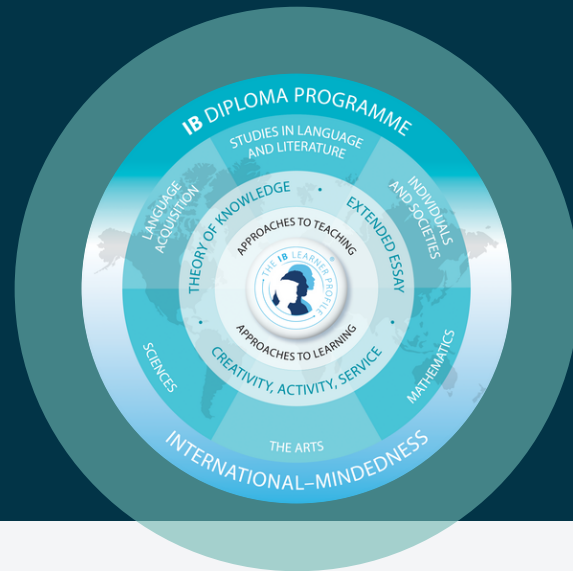 IB DIPLOMA PROGRAMME
STUDIES IN LANGUAGE
AND LITERATURE
LANGUAGE
ACQUISITION
INDIVIDUALS
AND SOCIETIES
THEORY OF KNOWLEDGE
•
EXTENDED ESSAY
•
CREATIVITY, ACTIVITY, SERVICE
•
APPROACHES TO TEACHING
THE IB LEARNER PROFILE
®
APPROACHES TO LEARNING
SCIENCES
MATHEMATICS
THE ARTS
INTERNATIONAL–MINDEDNESS